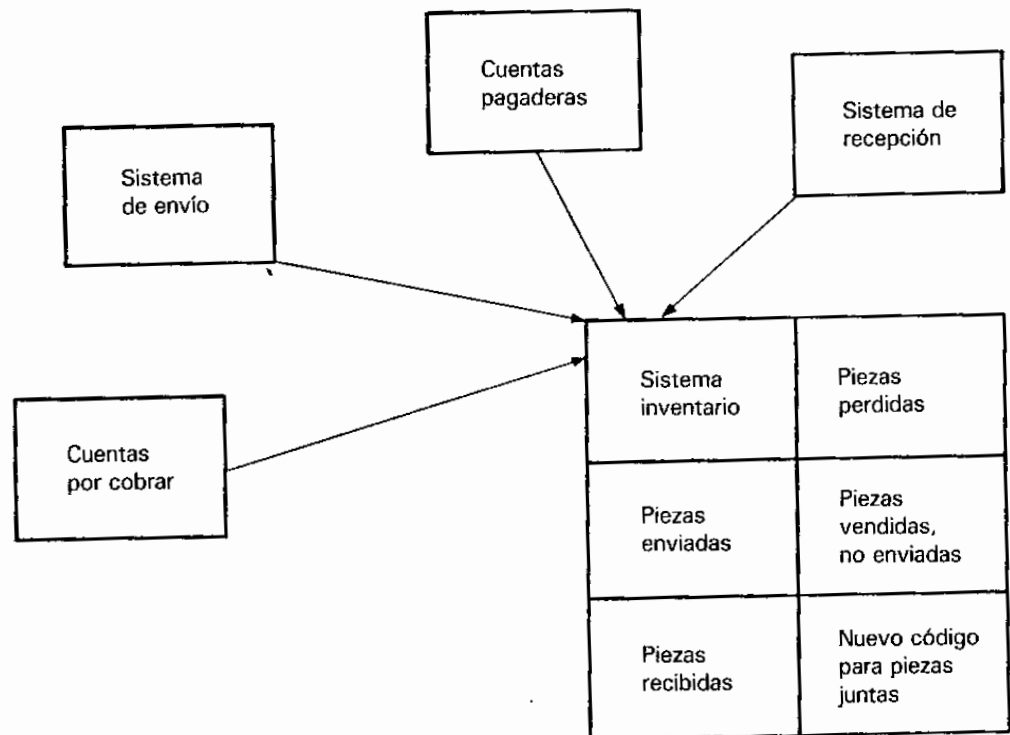 Cuentas
pagaderas
Sistema de
recepción
Sistema
de envío
Cuentas
por cobrar
Sistema
inventario
Piezas
perdidas
Piezas
enviadas
Piezas
vendidas,
no enviadas
Piezas
recibidas
Nuevo código
para piezas
juntas